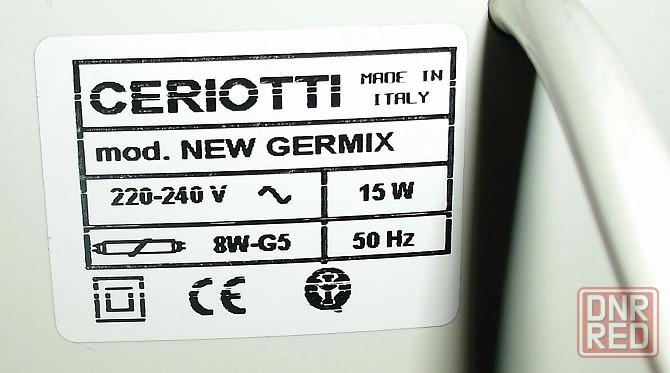 CERIOTTI MADE IN ITALY
mod. NEW GERMIX
220-240 V 15 W
8W-G5 50 Hz
CE
DNR
RED